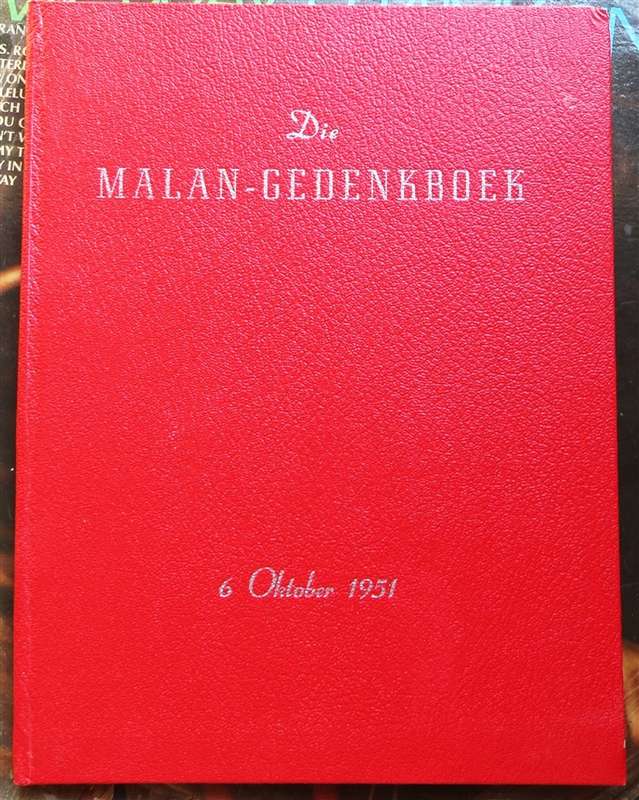 Die
MALAN-GEDENKBOEK
6 Oktober 1951